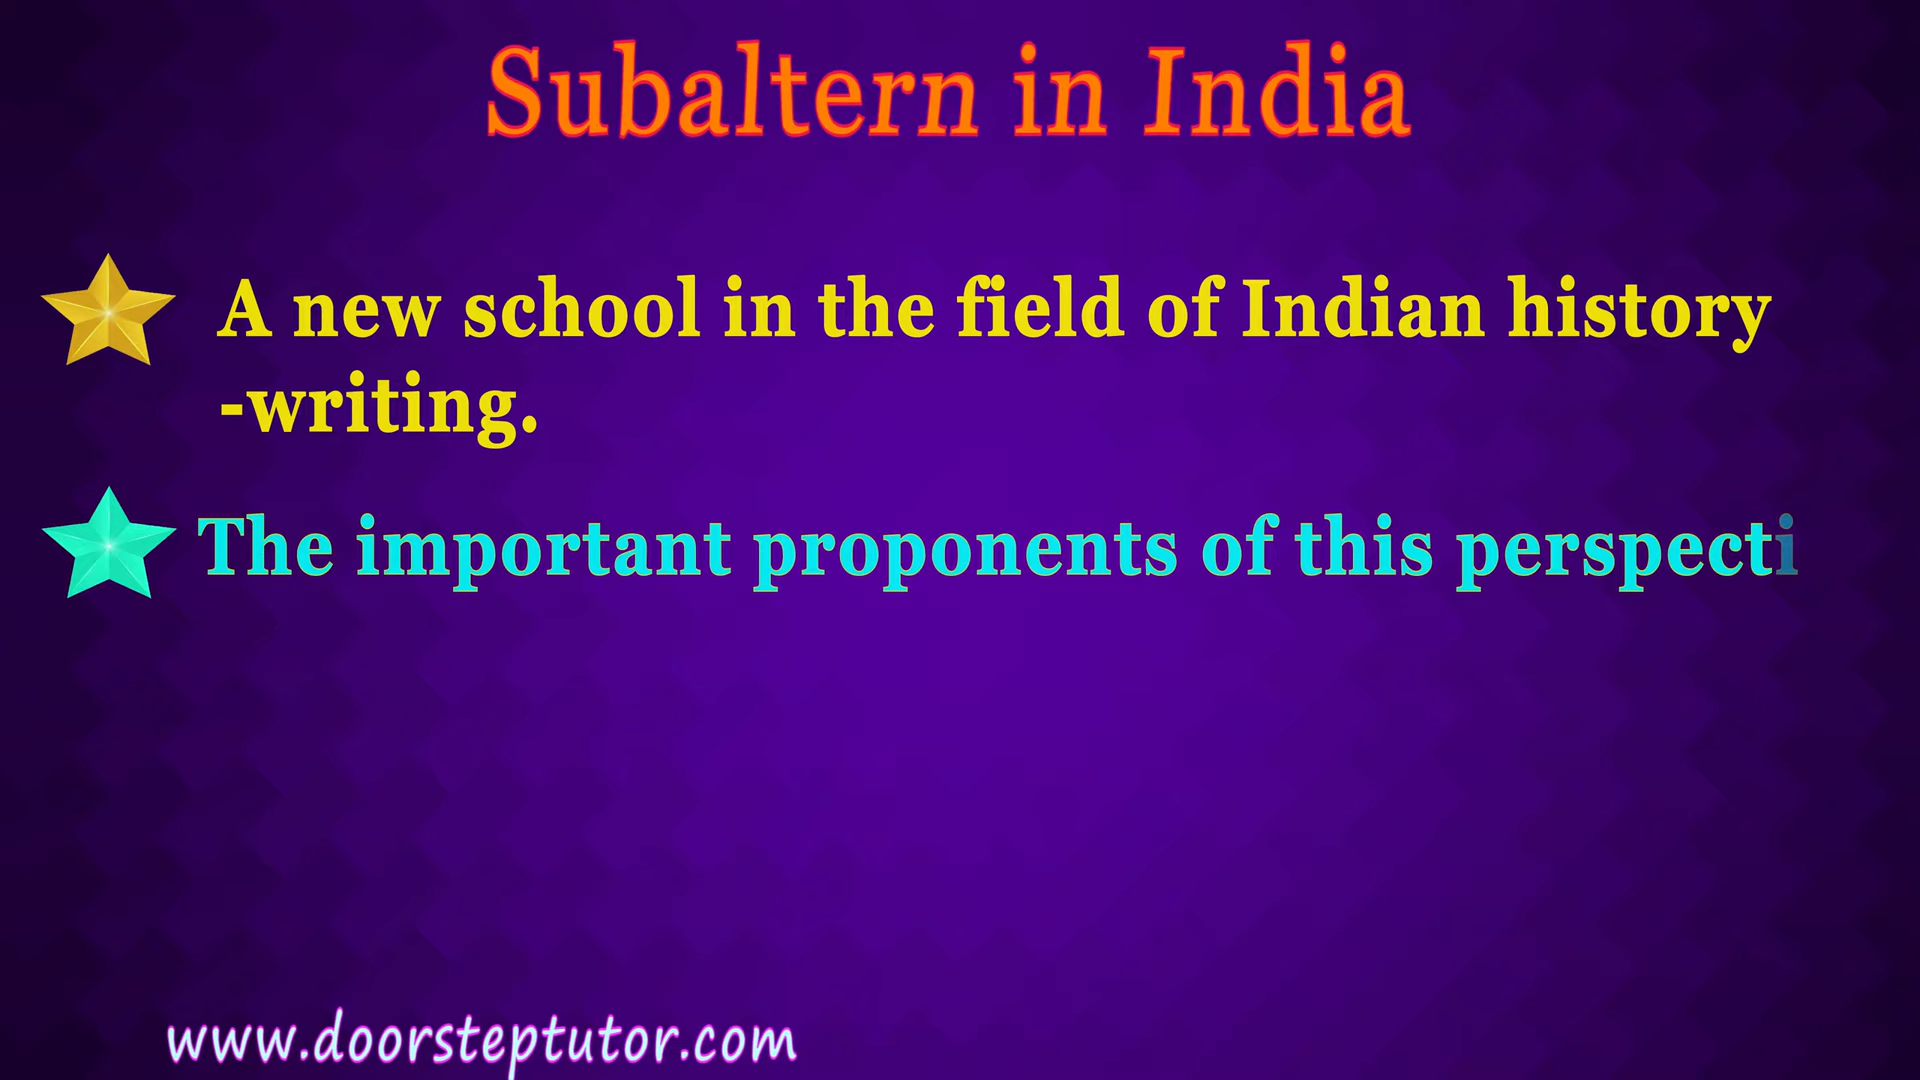 Subaltern in India
A new school in the field of Indian history
-writing.
The important proponents of this perspecti
www.doorsteptutor.com